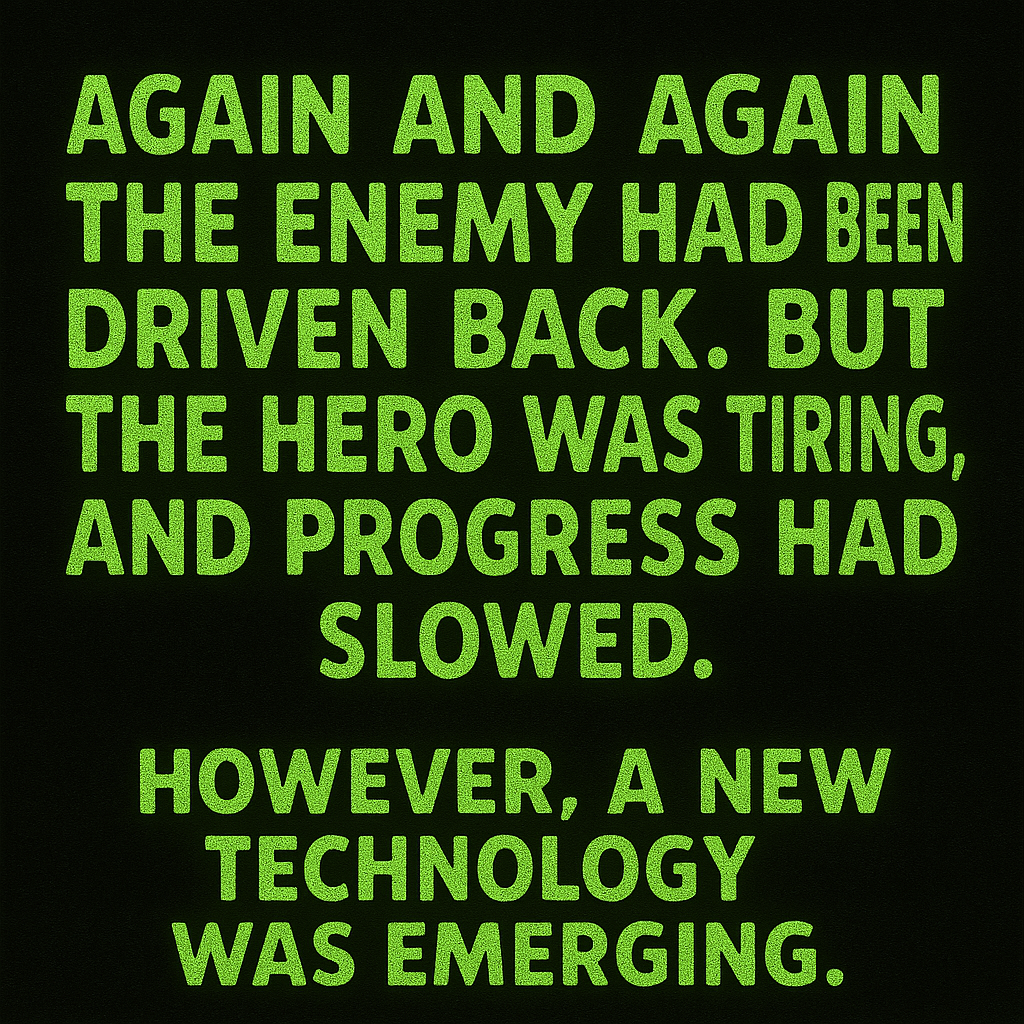 AGAIN AND AGAIN
THE ENEMY HAD BEEN
DRIVEN BACK. BUT
THE HERO WAS TIRING,
AND PROGRESS HAD
SLOWED.
HOWEVER, A NEW
TECHNOLOGY
WAS EMERGING.